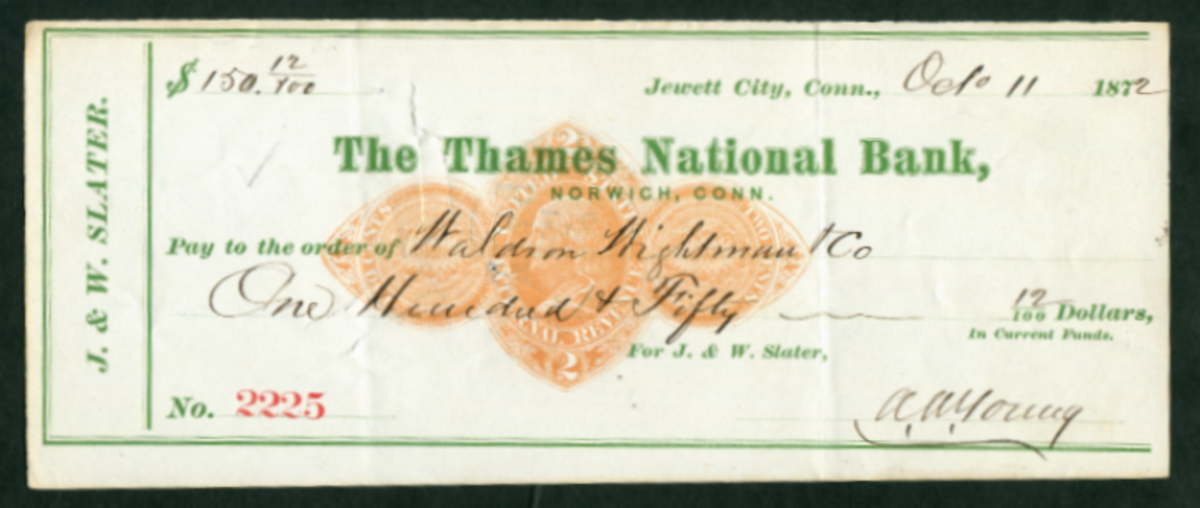 J. & W. SLATER.
$ 150. 12/100
Jewett City, Conn., Oct 11 1872
The Thames National Bank,
NORWICH, CONN.
Pay to the order of Waldron Wightman & Co
One Hundred & Fifty 12/100 Dollars,
In Current Funds.
For J. & W. Slater,
No. 2225
A. A. Young
2
2